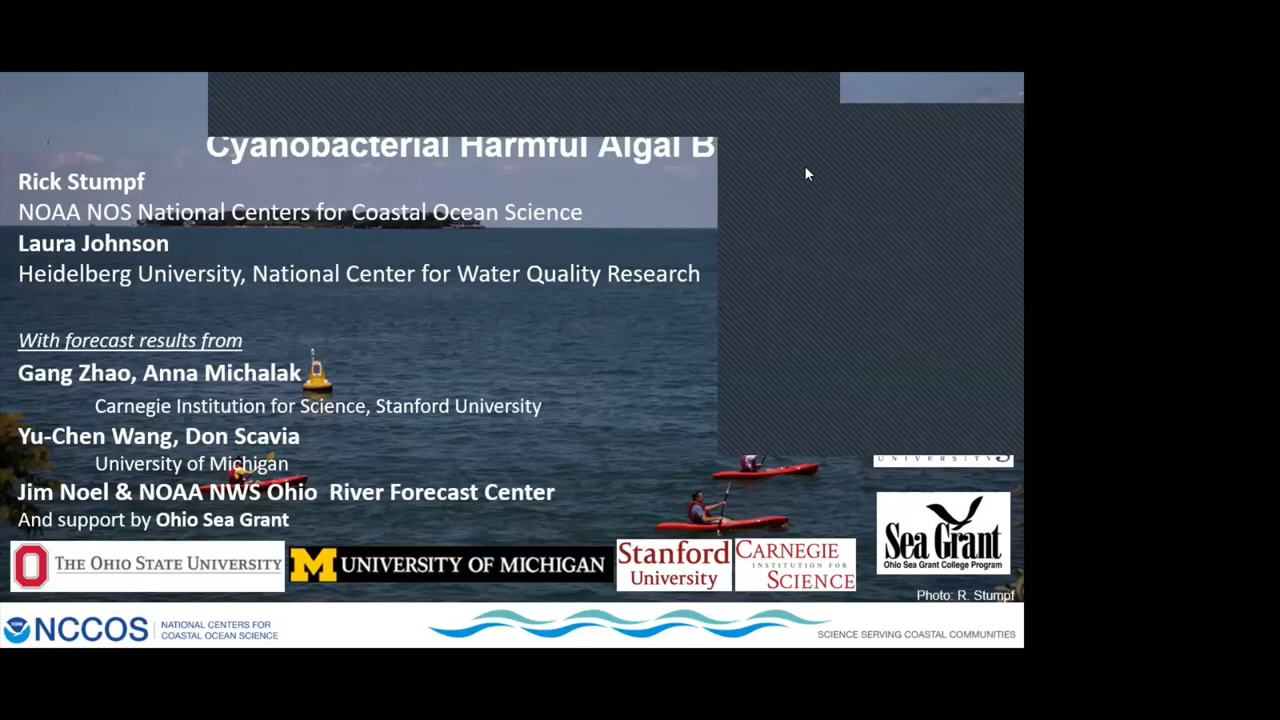 Cyanobacterial Harmful Algal B
Rick Stumpf
NOAA NOS National Centers for Coastal Ocean Science
Laura Johnson
Heidelberg University, National Center for Water Quality Research
With forecast results from
Gang Zhao, Anna Michalak
Carnegie Institution for Science, Stanford University
Yu-Chen Wang, Don Scavia
University of Michigan
Jim Noel & NOAA NWS Ohio River Forecast Center
And support by Ohio Sea Grant
UNIVERSITY
THE OHIO STATE UNIVERSITY
M UNIVERSITY OF MICHIGAN
Stanford
University
CARNEGIE
INSTITUTION FOR
SCIENCE
Sea Grant
Ohio Sea Grant College Program
Photo: R. Stumpf
NCCOS
NATIONAL CENTERS FOR
COASTAL OCEAN SCIENCE
SCIENCE SERVING COASTAL COMMUNITIES